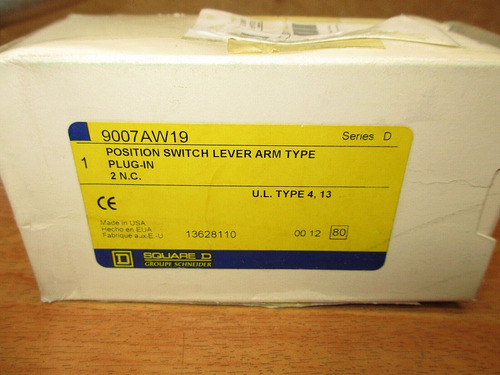 9007AW19 Series D
POSITION SWITCH LEVER ARM TYPE
1 PLUG-IN
2 N.C.
U.L. TYPE 4, 13
CE
Made in USA
Hecho en EUA
Fabrique aux E.-U 13628110 00 12 80
D SQUARE D
GROUPE SCHNEIDER